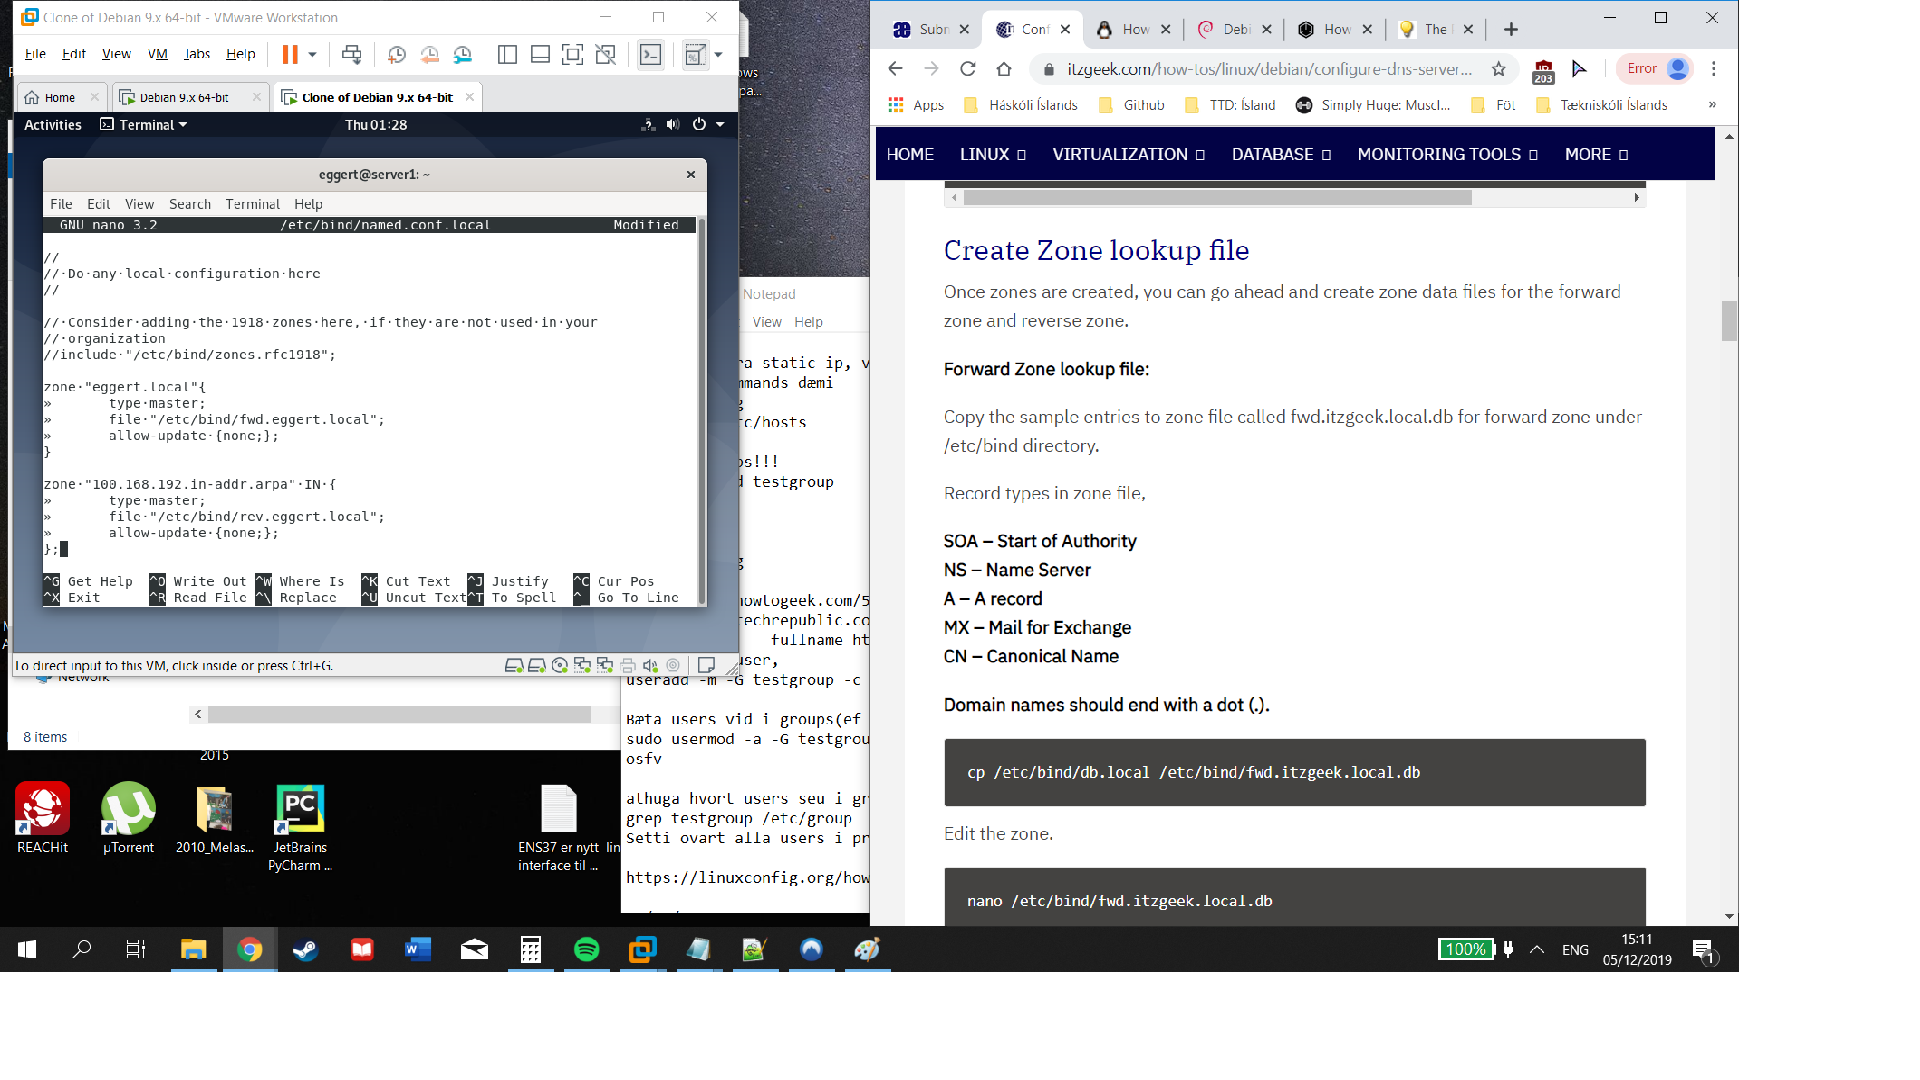 Clone of Debian 9.x 64-bit - VMware Workstation
File Edit View VM Tabs Help
Home
Debian 9.x 64-bit
Clone of Debian 9.x 64-bit
Activities
Terminal
Thu 01:28
eggert@server1: ~
File Edit View Search Terminal Help
GNU nano 3.2 /etc/bind/named.conf.local Modified
//
//·Do·any·local·configuration·here
//
//·Consider·adding·the·1918·zones·here,·if·they·are·not·used·in·your
//·organization
//include·"/etc/bind/zones.rfc1918";
zone·"eggert.local"{
» type·master;
» file·"/etc/bind/fwd.eggert.local";
» allow-update·{none;};
}
zone·"100.168.192.in-addr.arpa"·IN·{
» type·master;
» file·"/etc/bind/rev.eggert.local";
» allow-update·{none;};
};
^G Get Help ^O Write Out ^W Where Is ^K Cut Text ^J Justify ^C Cur Pos
^X Exit ^R Read File ^\ Replace ^U Uncut Text ^T To Spell ^_ Go To Line
To direct input to this VM, click inside or press Ctrl+G.
Network
8 items
2015
REACHit
µTorrent
2010_Melas...
JetBrains
PyCharm ...
ENS37 er nytt lin
interface til ...
ows
pa...
Notepad
View Help
ra static ip, v
mmands dæmi
g
tc/hosts
os!!!
d testgroup
g
howtogeek.com/5
techrepublic.co
fullname ht
user,
useradd -m -G testgroup -c
Bæta users vid i groups(ef
sudo usermod -a -G testgrou
osfv
athuga hvort users seu i gr
grep testgroup /etc/group
Setti ovart alla users i pr
https://linuxconfig.org/how
Subm
Conf
How
Debi
How
The
itzgeek.com/how-tos/linux/debian/configure-dns-server...
203
Error
Apps
Háskóli Íslands
Github
TTD: Ísland
Simply Huge: Muscl...
Föt
Tækniskóli Íslands
»
HOME LINUX VIRTUALIZATION DATABASE MONITORING TOOLS MORE
Create Zone lookup file
Once zones are created, you can go ahead and create zone data files for the forward
zone and reverse zone.
Forward Zone lookup file:
Copy the sample entries to zone file called fwd.itzgeek.local.db for forward zone under
/etc/bind directory.
Record types in zone file,
SOA – Start of Authority
NS – Name Server
A – A record
MX – Mail for Exchange
CN – Canonical Name
Domain names should end with a dot (.).
cp /etc/bind/db.local /etc/bind/fwd.itzgeek.local.db
Edit the zone.
nano /etc/bind/fwd.itzgeek.local.db
100%
ENG
15:11
05/12/2019
1